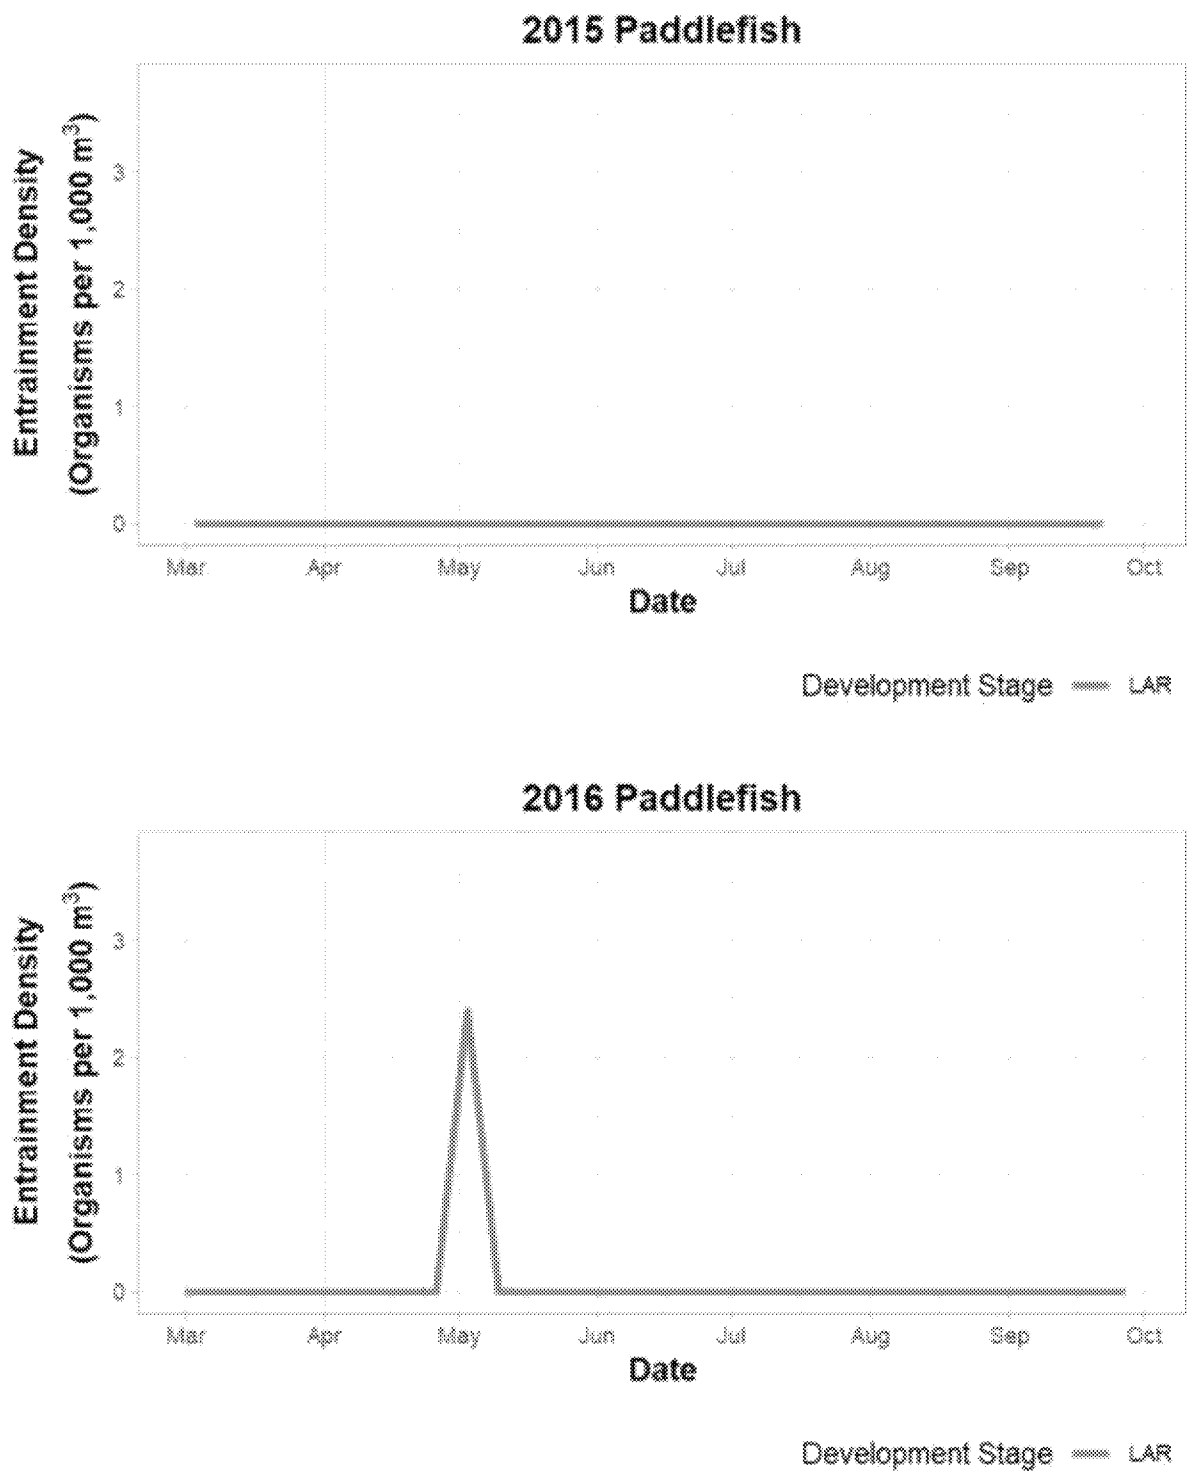 2015 Paddlefish
Entrainment Density
(Organisms per 1,000 m³)
3
2
1
0
Mar Apr May Jun Jul Aug Sep Oct
Date
Development Stage LAR
2016 Paddlefish
Entrainment Density
(Organisms per 1,000 m³)
3
2
1
0
Mar Apr May Jun Jul Aug Sep Oct
Date
Development Stage LAR